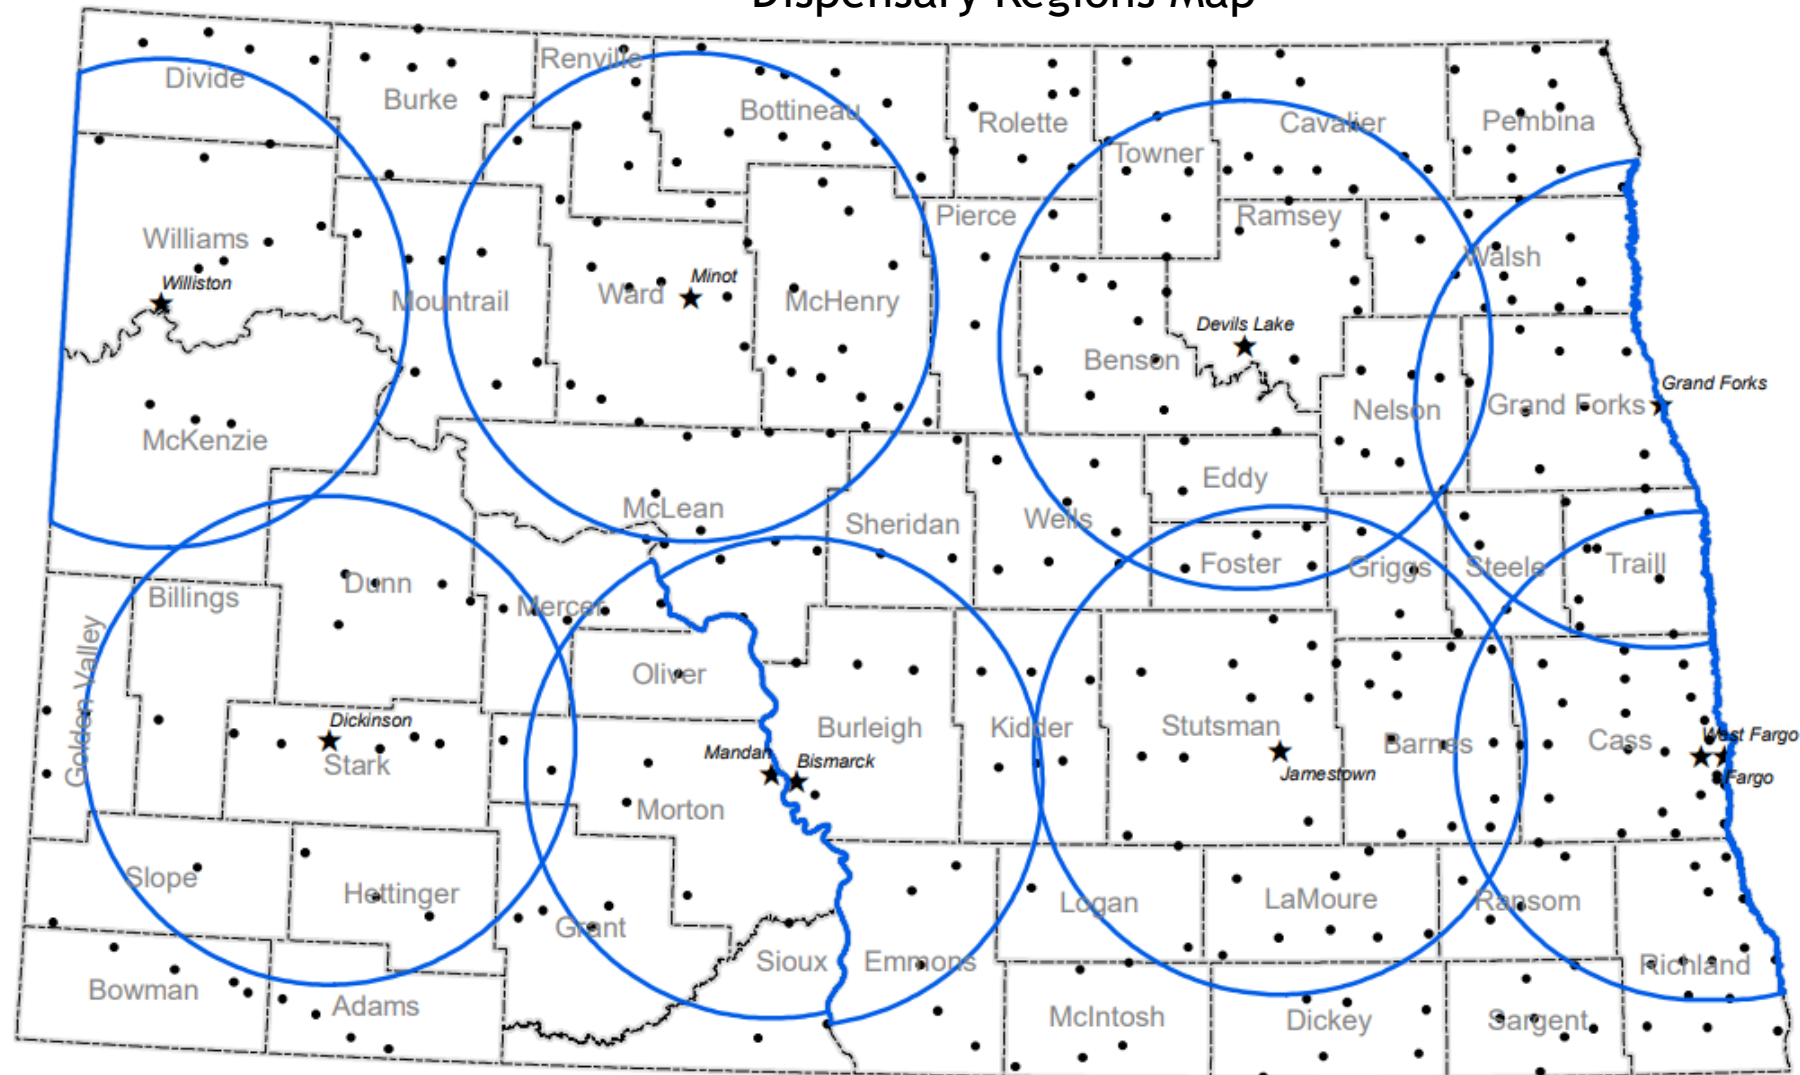 Dispensary Regions Map
Renville
Divide
Burke
Bottineau
Rolette
Cavalier
Pembina
Towner
Pierce
Ramsey
Williams
Walsh
Williston
Minot
Mountrail
Ward
McHenry
Devils Lake
Benson
Grand Forks
Nelson
Grand Forks
McKenzie
Eddy
McLean
Sheridan
Wells
Foster
Griggs
Steele
Traill
Dunn
Billings
Mercer
Golden Valley
Oliver
Dickinson
Burleigh
Kidder
Stutsman
Barnes
Cass
West Fargo
Mandan
Bismarck
Stark
Jamestown
Fargo
Morton
Slope
Hettinger
Grant
Logan
LaMoure
Ransom
Sioux
Emmons
Richland
Bowman
Adams
McIntosh
Dickey
Sargent